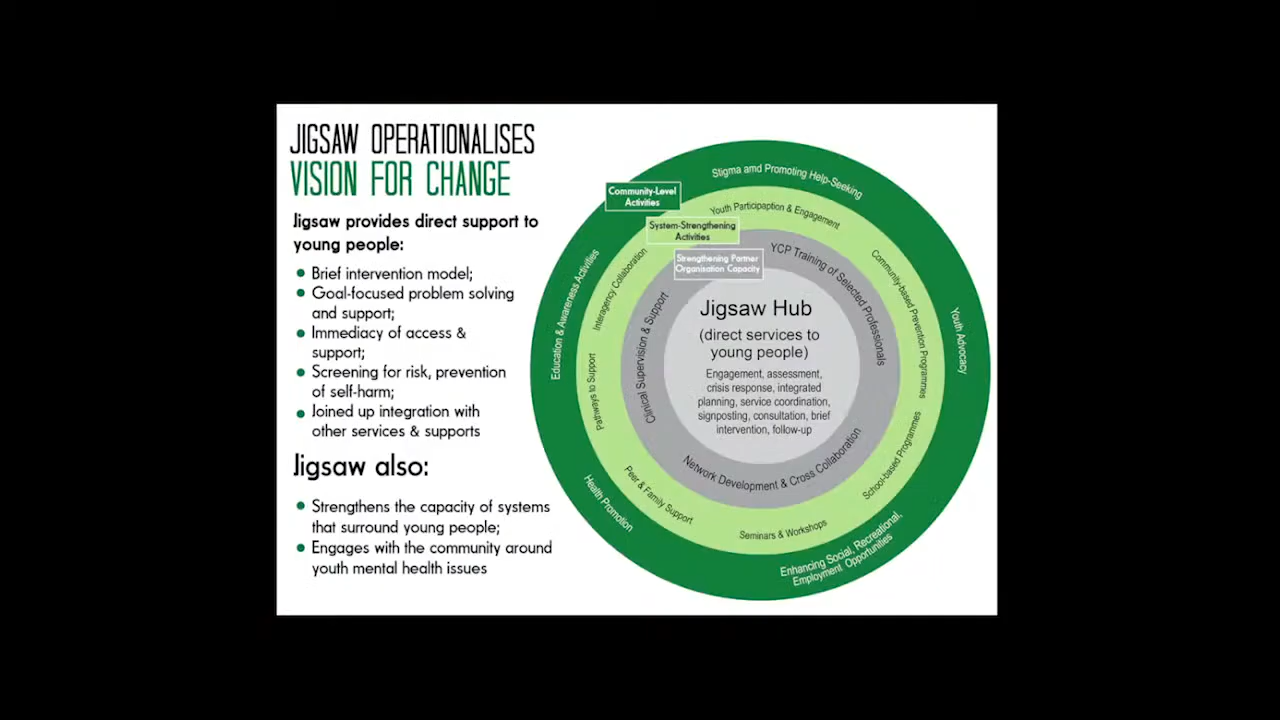 JIGSAW OPERATIONALISES
VISION FOR CHANGE
Jigsaw provides direct support to
young people:
Brief intervention model;
Goal-focused problem solving
and support;
Immediacy of access &
support;
Screening for risk, prevention
of self-harm;
Joined up integration with
other services & supports
Jigsaw also:
Strengthens the capacity of systems
that surround young people;
Engages with the community around
youth mental health issues
Community-Level
Activities
Stigma amd Promoting Help-Seeking
Youth Advocacy
Enhancing Social, Recreational,
Employment Opportunities
Health Promotion
Education & Awareness Activities
System-Strengthening
Activities
Youth Particpaption & Engagement
Community-based Prevention Programmes
School-based Programmes
Seminars & Workshops
Peer & Family Support
Pathways to Support
Interagency Collaboration
Strengthening Partner
Organisation Capacity
YCP Training of Selected Professionals
Network Development & Cross Collaboration
Clinical Supervision & Support
Jigsaw Hub
(direct services to
young people)
Engagement, assessment,
crisis response, integrated
planning, service coordination,
signposting, consultation, brief
intervention, follow-up